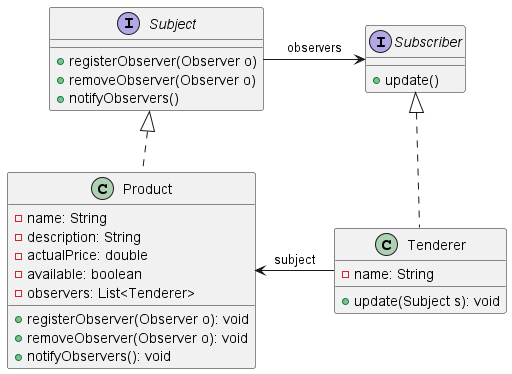 I Subject
registerObserver(Observer o)
removeObserver(Observer o)
notifyObservers()
observers
I Subscriber
update()
C Product
name: String
description: String
actualPrice: double
available: boolean
observers: List<Tenderer>
registerObserver(Observer o): void
removeObserver(Observer o): void
notifyObservers(): void
subject
C Tenderer
name: String
update(Subject s): void